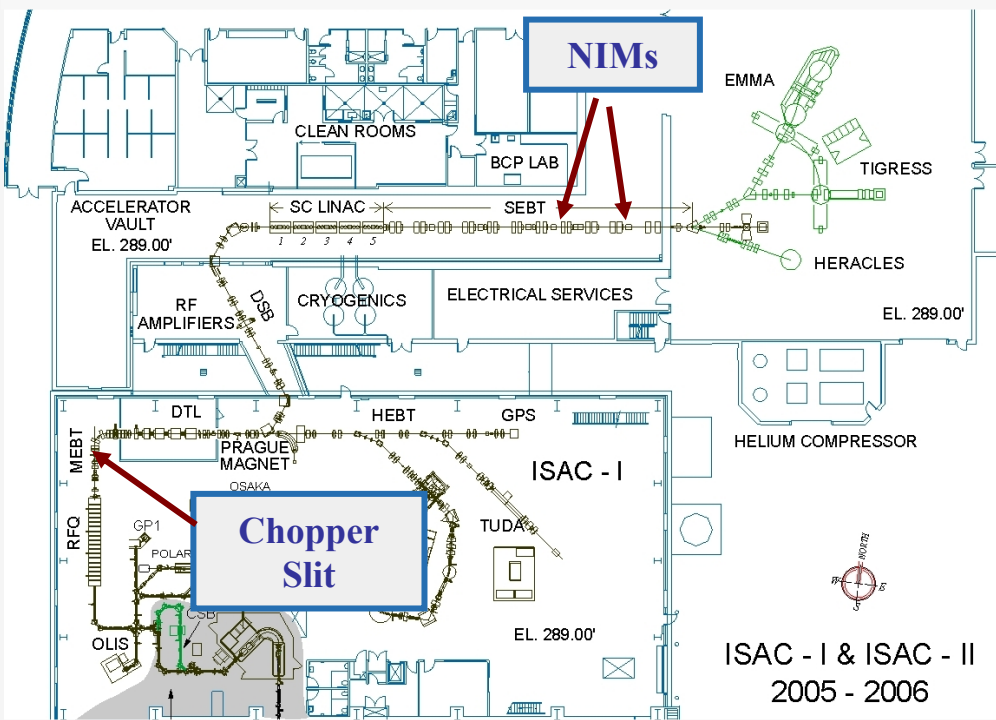 NIMs
EMMA
CLEAN ROOMS
BCP LAB
TIGRESS
ACCELERATOR
VAULT
EL. 289.00'
SC LINAC
SEBT
1 2 3 4 5
HERACLES
RF
AMPLIFIERS
DSB
CRYOGENICS
ELECTRICAL SERVICES
EL. 289.00'
DTL
HEBT
GPS
MEBT
PRAGUE
MAGNET
HELIUM COMPRESSOR
ISAC - I
OSAKA
Chopper
Slit
RFQ
GP1
TUDA
POLAR
NORTH
E
S
CSB
OLIS
EL. 289.00'
ISAC - I & ISAC - II
2005 - 2006